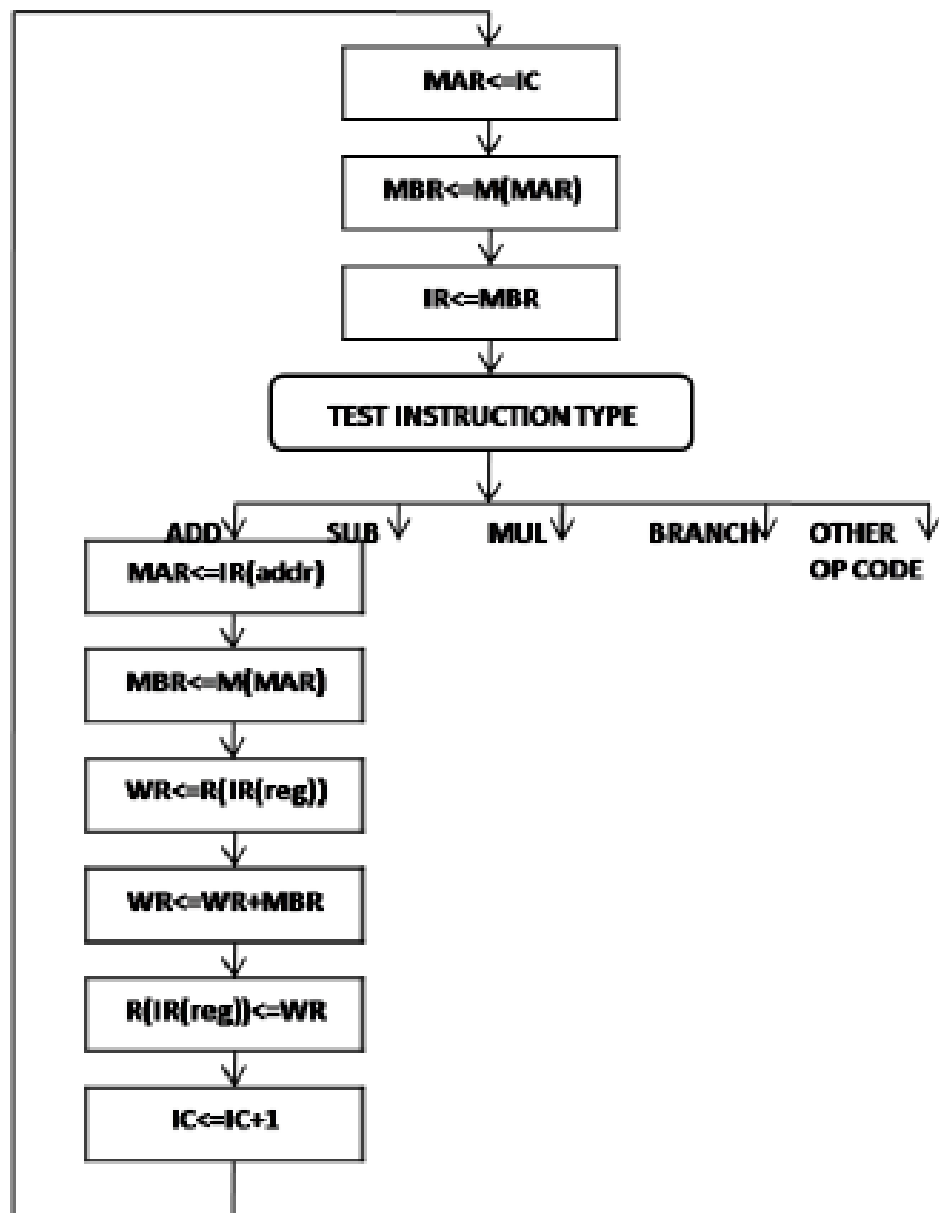 MAR<=IC
MBR<=M(MAR)
IR<=MBR
TEST INSTRUCTION TYPE
ADD
SUB
MUL
BRANCH
OTHER
OP CODE
MAR<=IR(addr)
MBR<=M(MAR)
WR<=R(IR(reg))
WR<=WR+MBR
R(IR(reg))<=WR
IC<=IC+1